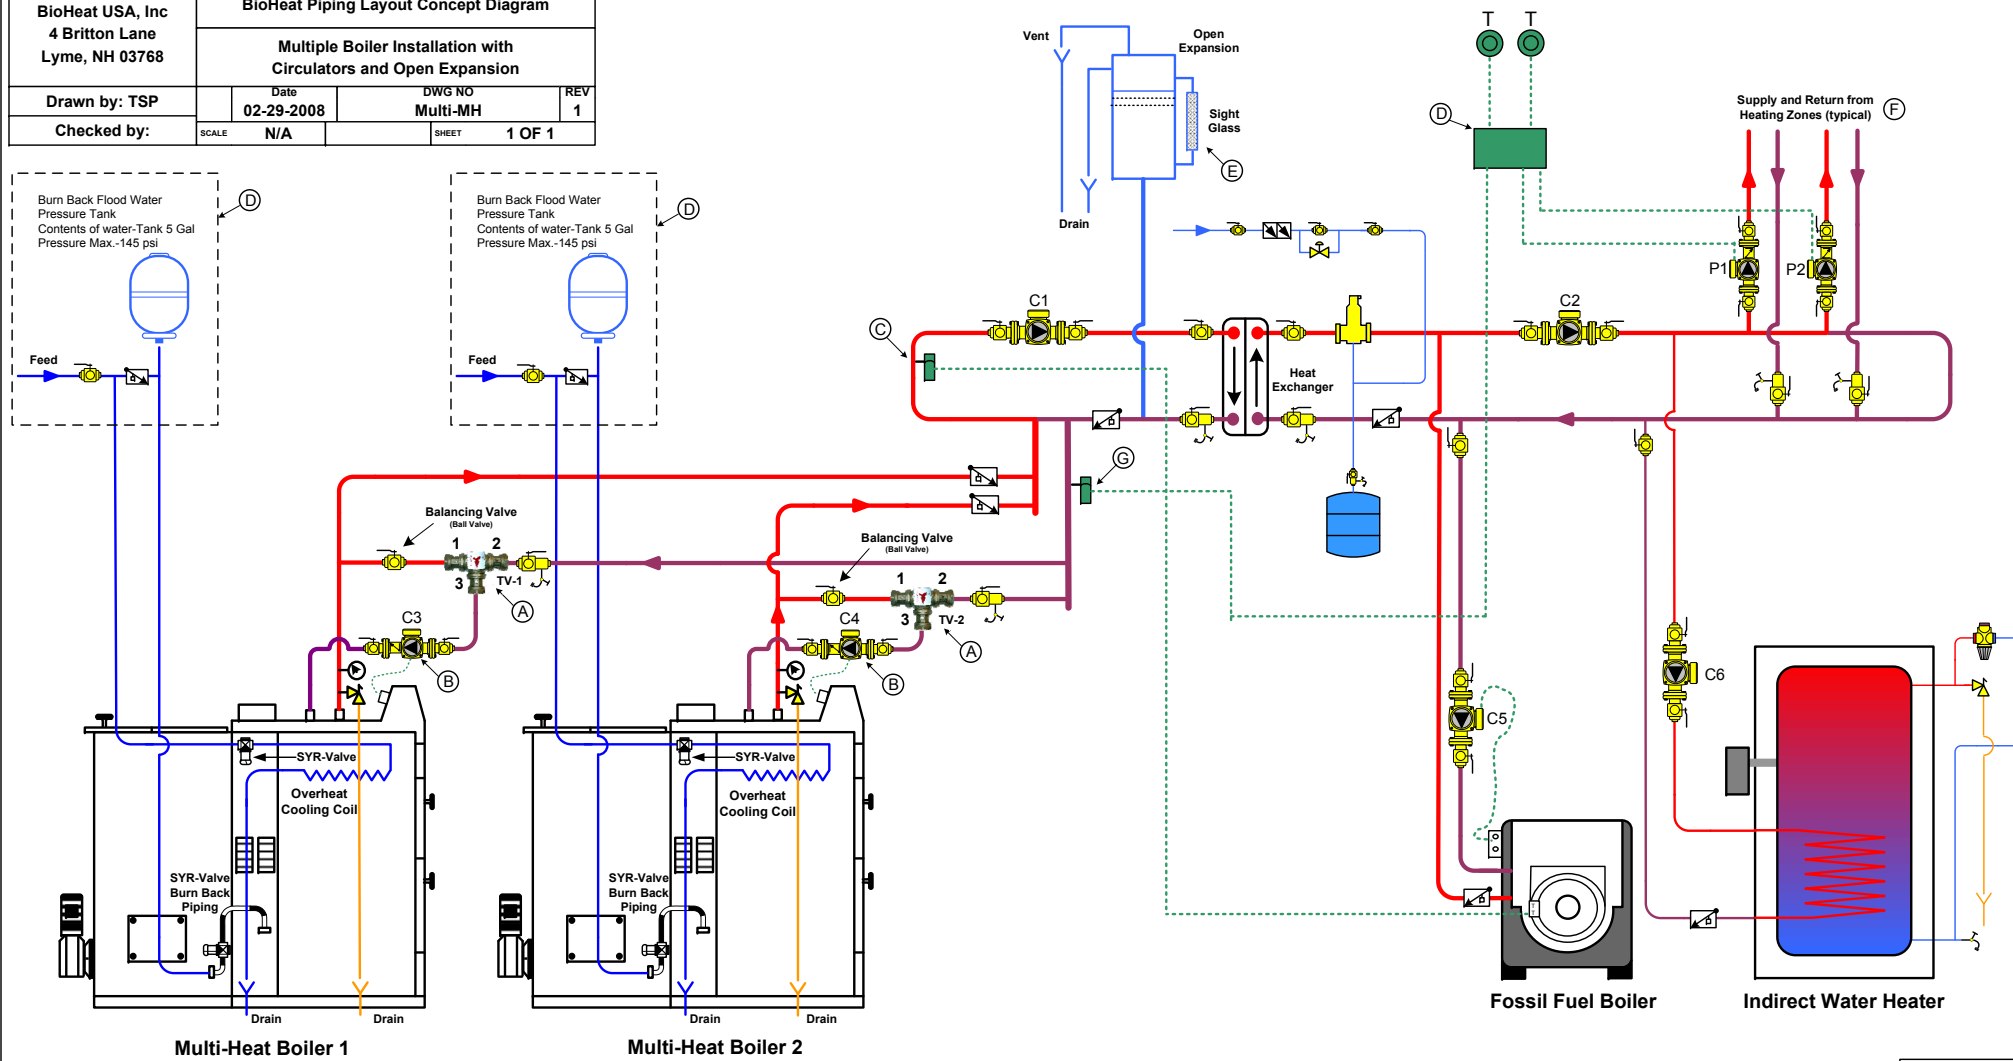 BioHeat USA, Inc
4 Britton Lane
Lyme, NH 03768
BioHeat Piping Layout Concept Diagram
Multiple Boiler Installation with
Circulators and Open Expansion
Drawn by: TSP
Date
02-29-2008
DWG NO
Multi-MH
REV
1
Checked by:
SCALE
N/A
SHEET
1 OF 1
Burn Back Flood Water
Pressure Tank
Contents of water-Tank 5 Gal
Pressure Max.-145 psi
D
Feed
Burn Back Flood Water
Pressure Tank
Contents of water-Tank 5 Gal
Pressure Max.-145 psi
D
Feed
Vent
Open
Expansion
Sight
Glass
E
Drain
T
T
D
Supply and Return from
Heating Zones (typical)
F
P1
P2
C1
C2
C
Heat
Exchanger
G
Balancing Valve
(Ball Valve)
1
2
3
TV-1
A
C3
B
Balancing Valve
(Ball Valve)
1
2
3
TV-2
A
C4
B
C5
C6
SYR-Valve
Overheat
Cooling Coil
SYR-Valve
Burn Back
Piping
Drain
Drain
Multi-Heat Boiler 1
SYR-Valve
Overheat
Cooling Coil
SYR-Valve
Burn Back
Piping
Drain
Drain
Multi-Heat Boiler 2
T T
Fossil Fuel Boiler
Indirect Water Heater